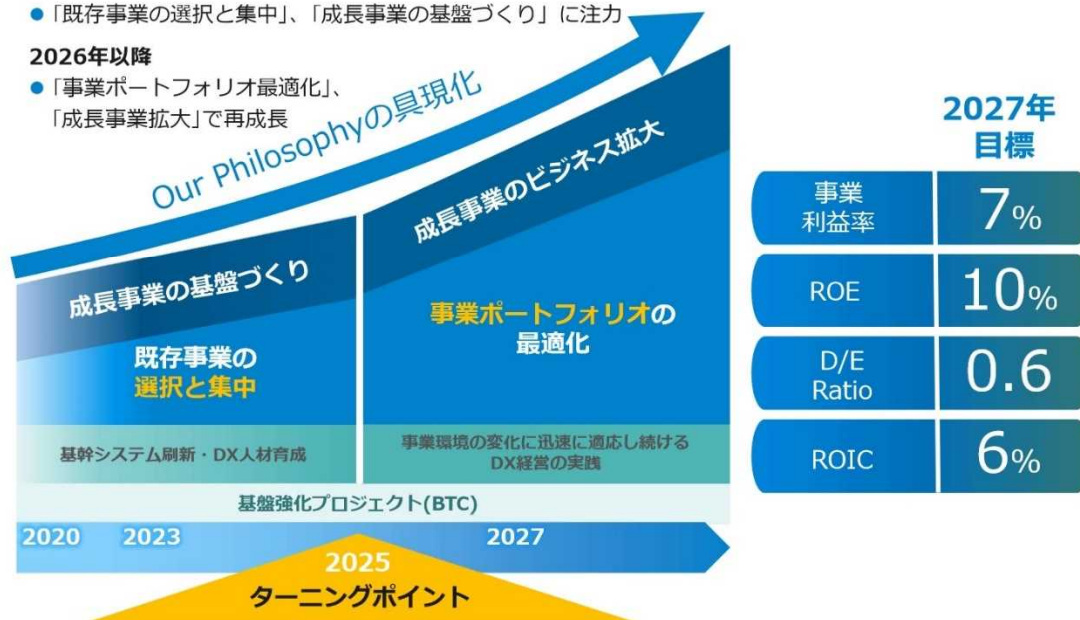 ●「既存事業の選択と集中」、「成長事業の基盤づくり」に注力
2026年以降
●「事業ポートフォリオ最適化」、
「成長事業拡大」で再成長
Our Philosophyの具現化
成長事業の基盤づくり
既存事業の
選択と集中
基幹システム刷新・DX人材育成
成長事業のビジネス拡大
事業ポートフォリオの
最適化
事業環境の変化に迅速に適応し続ける
DX経営の実践
基盤強化プロジェクト(BTC)
2020 2023 2027
2025
ターニングポイント
2027年
目標
事業
利益率
7%
ROE
10%
D/E
Ratio
0.6
ROIC
6%